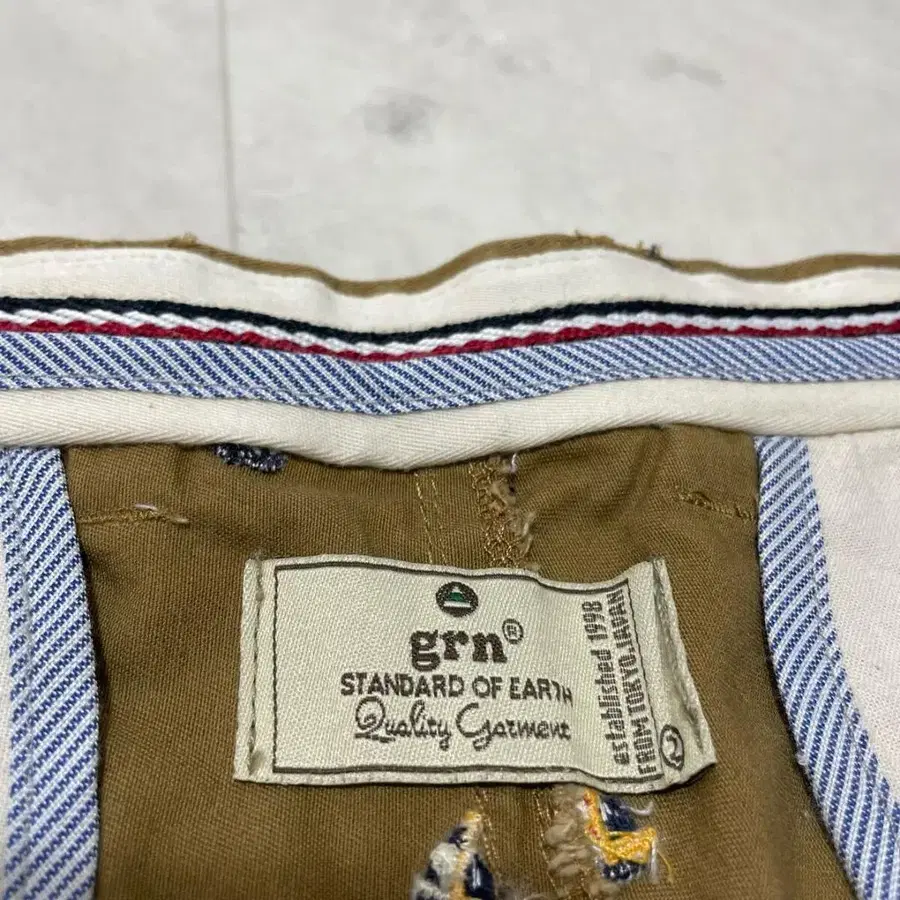 grn®
STANDARD OF EARTH
Quality Garment
established 1998
FROM TOKYO.JAPAN
2